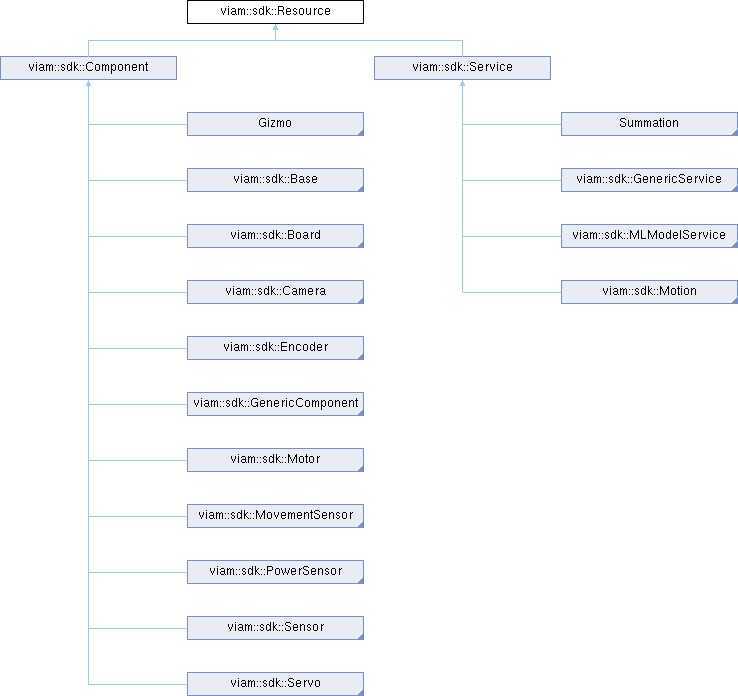 viam::sdk::Resource
viam::sdk::Component
viam::sdk::Service
Gizmo
Summation
viam::sdk::Base
viam::sdk::GenericService
viam::sdk::Board
viam::sdk::MLModelService
viam::sdk::Camera
viam::sdk::Motion
viam::sdk::Encoder
viam::sdk::GenericComponent
viam::sdk::Motor
viam::sdk::MovementSensor
viam::sdk::PowerSensor
viam::sdk::Sensor
viam::sdk::Servo